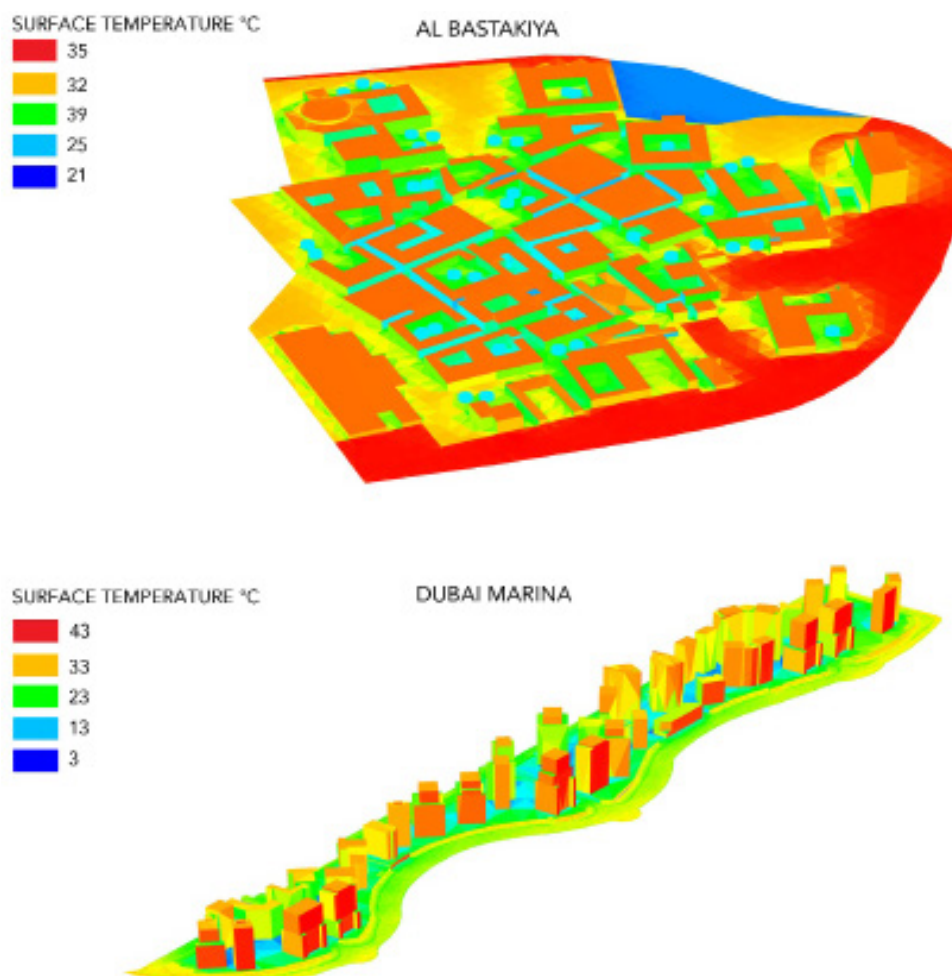 SURFACE TEMPERATURE °C
AL BASTAKIYA
35
32
39
25
21
SURFACE TEMPERATURE °C
DUBAI MARINA
43
33
23
13
3